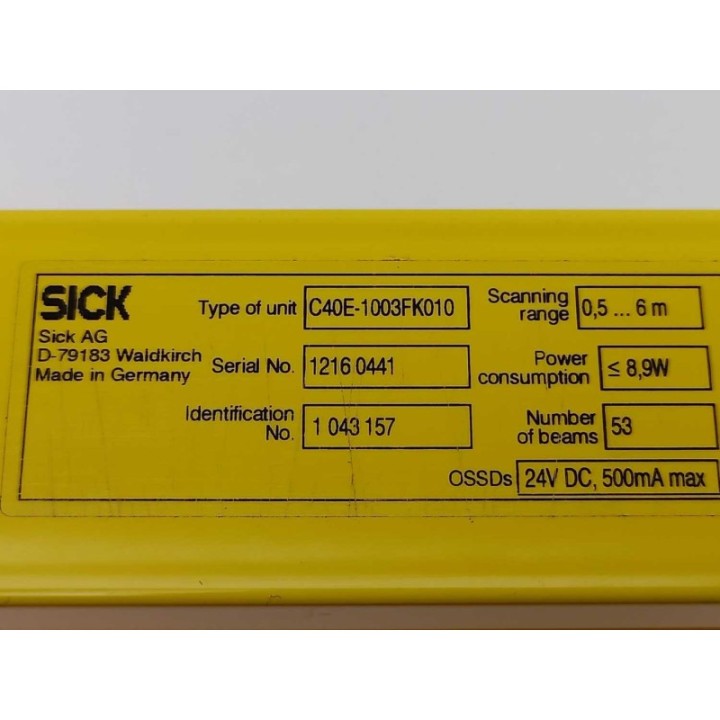 SICK
Sick AG
D-79183 Waldkirch
Made in Germany
Type of unit C40E-1003FK010
Serial No. 1216 0441
Identification
No. 1 043 157
Scanning
range 0,5 ... 6 m
Power
consumption ≤ 8,9W
Number
of beams 53
OSSDs 24V DC, 500mA max